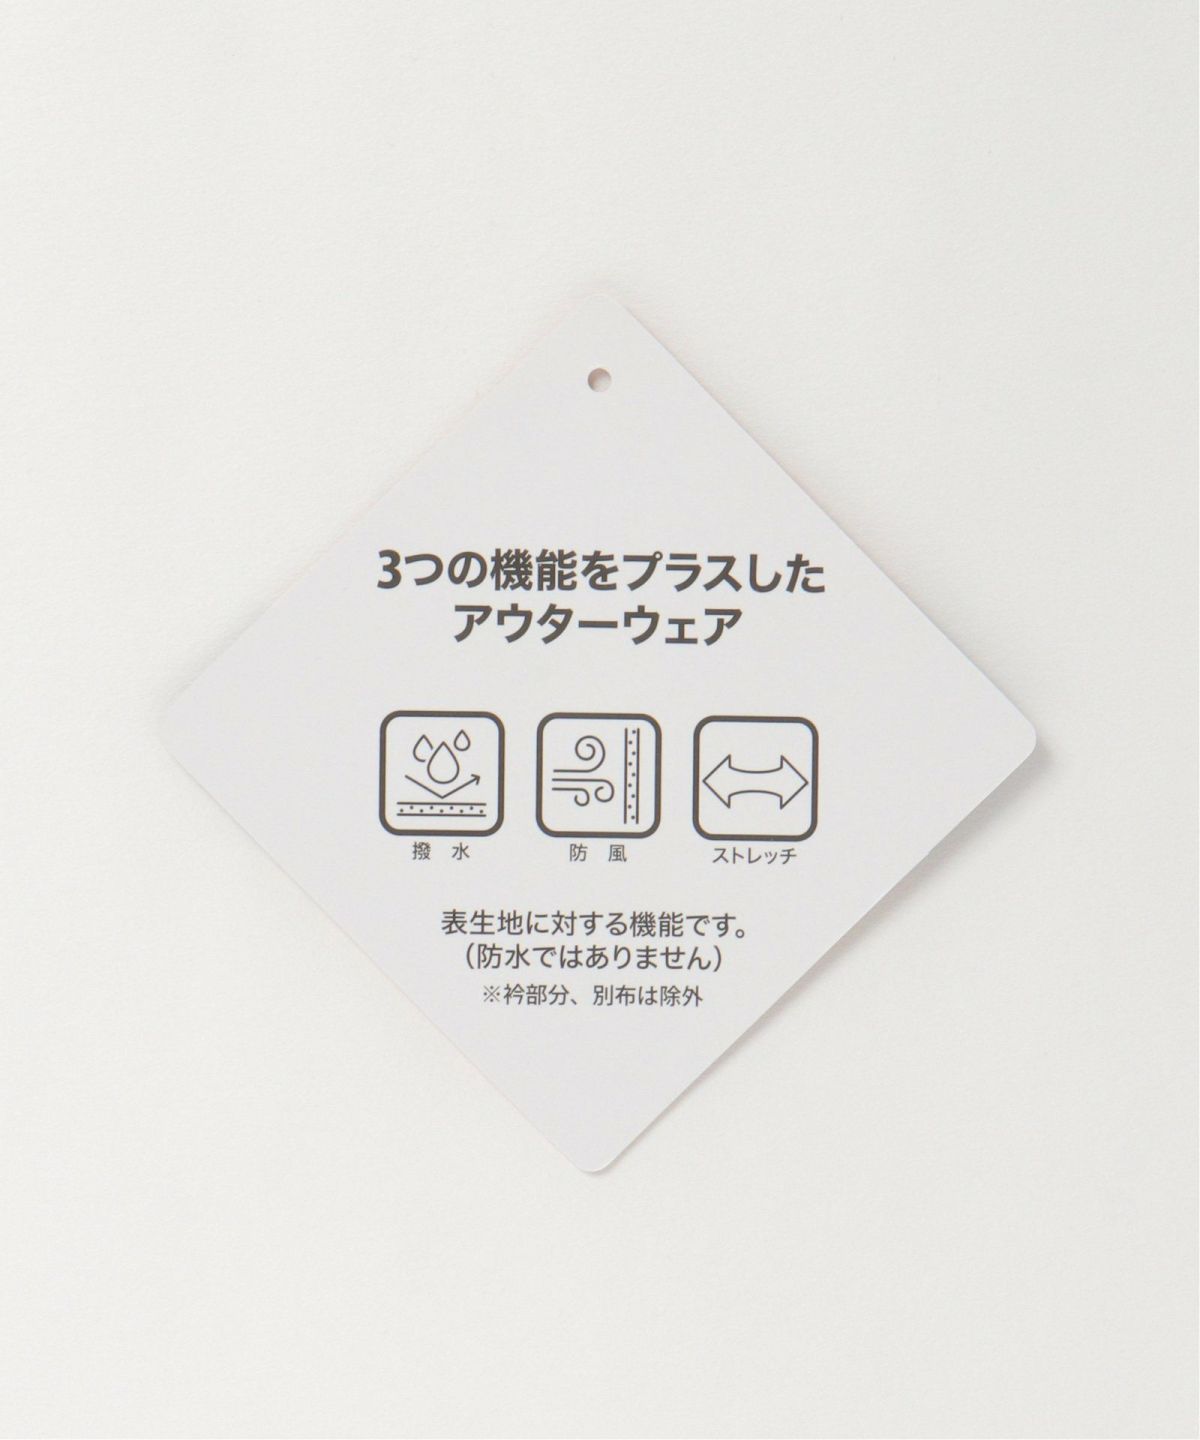 3つの機能をプラスした
アウターウェア
撥 水 防 風 ストレッチ
表生地に対する機能です。
（防水ではありません）
※衿部分、別布は除外